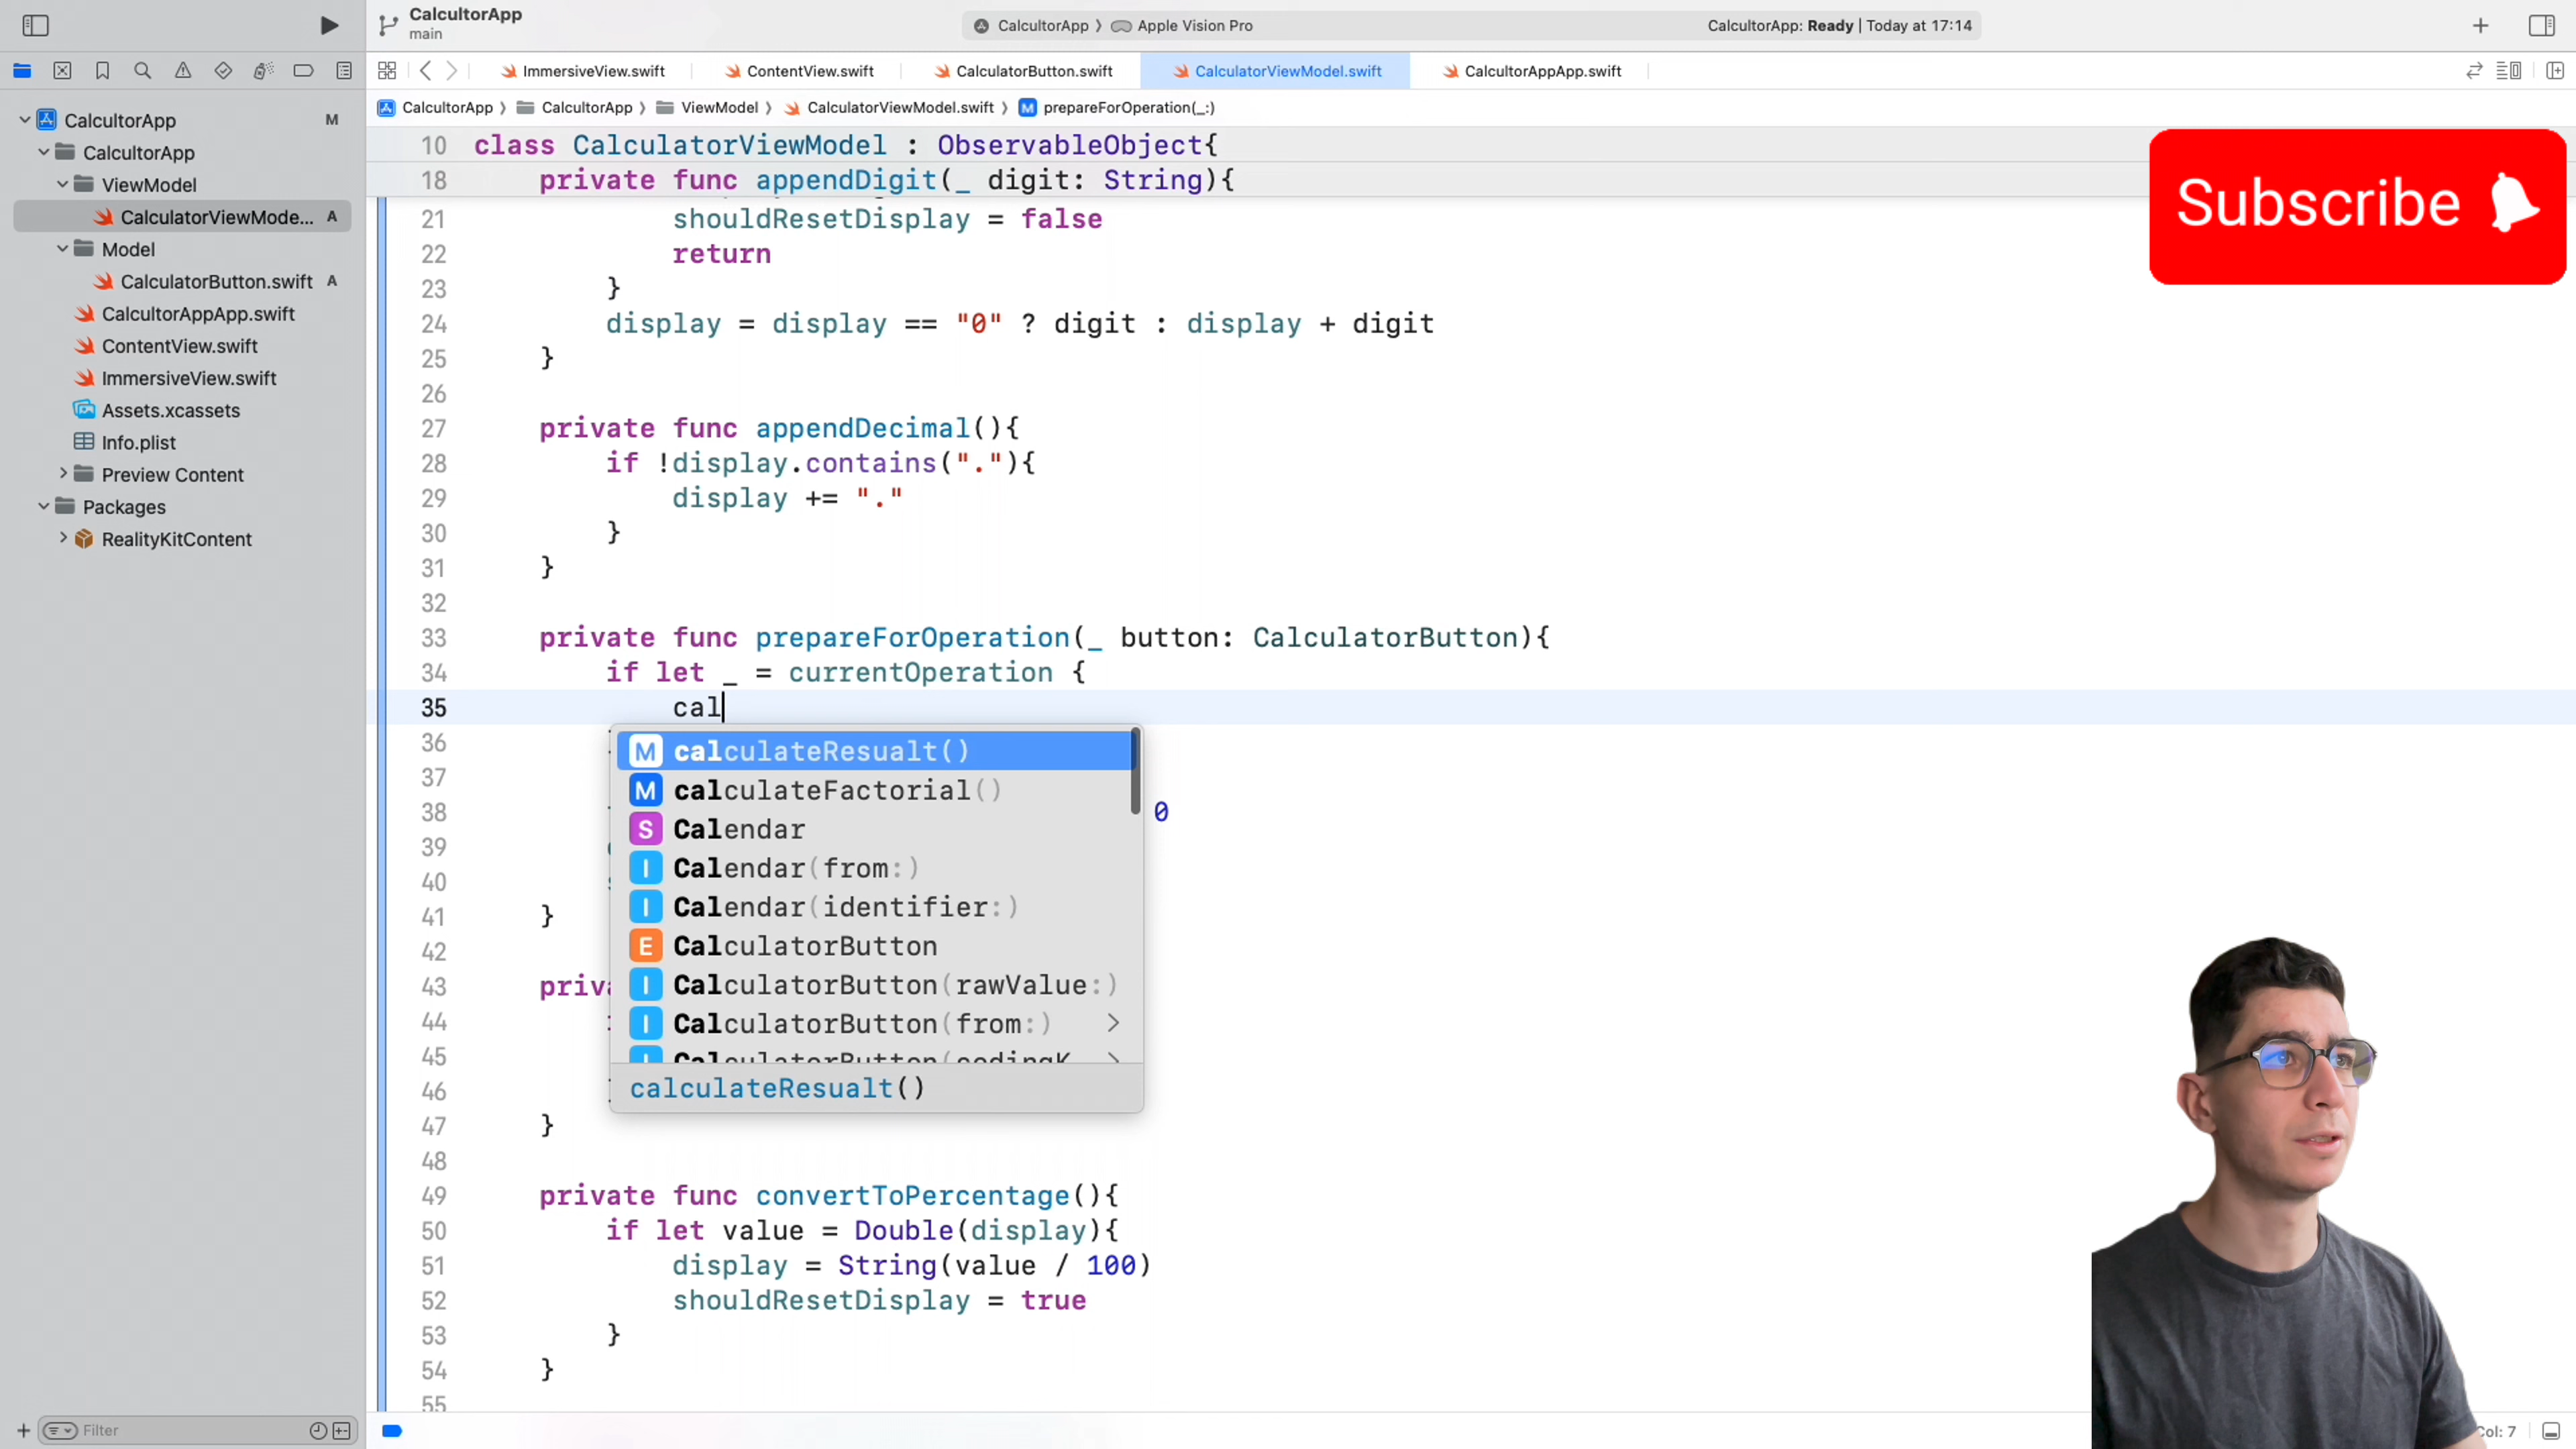 CalcultorApp
main
CalcultorApp
Apple Vision Pro
CalcultorApp: Ready | Today at 17:14
ImmersiveView.swift
ContentView.swift
CalculatorButton.swift
CalculatorViewModel.swift
CalcultorAppApp.swift
CalcultorApp
CalcultorApp
ViewModel
CalculatorViewModel.swift
M prepareForOperation(_:)
CalcultorApp M
CalcultorApp
ViewModel
CalculatorViewMode... A
Model
CalculatorButton.swift A
CalcultorAppApp.swift
ContentView.swift
ImmersiveView.swift
Assets.xcassets
Info.plist
Preview Content
Packages
RealityKitContent
Filter
10 class CalculatorViewModel : ObservableObject{
18 private func appendDigit(_ digit: String){
21 shouldResetDisplay = false
22 return
23 }
24 display = display == "0" ? digit : display + digit
25 }
26
27 private func appendDecimal(){
28 if !display.contains("."){
29 display += "."
30 }
31 }
32
33 private func prepareForOperation(_ button: CalculatorButton){
34 if let _ = currentOperation {
35 cal
36
37
38 0
39
40
41 }
42
43
44
45
46
47 }
48
49 private func convertToPercentage(){
50 if let value = Double(display){
51 display = String(value / 100)
52 shouldResetDisplay = true
53 }
54 }
55
M calculateResualt()
M calculateFactorial()
S Calendar
I Calendar(from:)
I Calendar(identifier:)
E CalculatorButton
I CalculatorButton(rawValue:)
I CalculatorButton(from:)
calculateResualt()
Subscribe
Col: 7